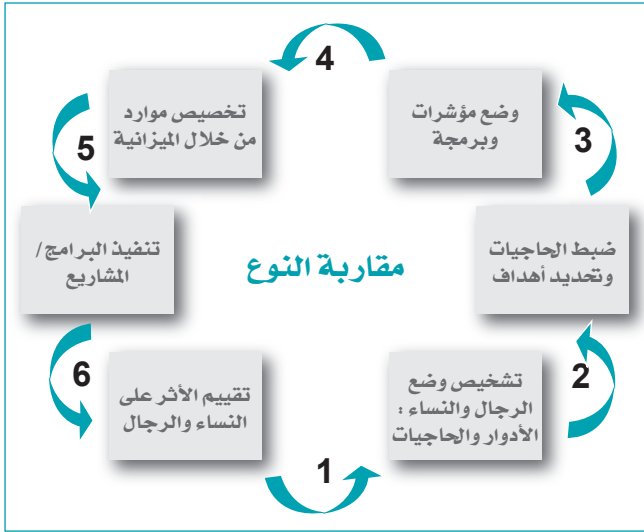 4
وضع مؤشرات
وبرمجة
تخصيص موارد
من خلال الميزانية
3
5
ضبط الحاجيات
وتحديد أهداف
مقاربة النوع
تنفيذ البرامج/
المشاريع
2
6
تشخيص وضع
الرجال والنساء :
الأدوار والحاجيات
تقييم الأثر على
النساء والرجال
1